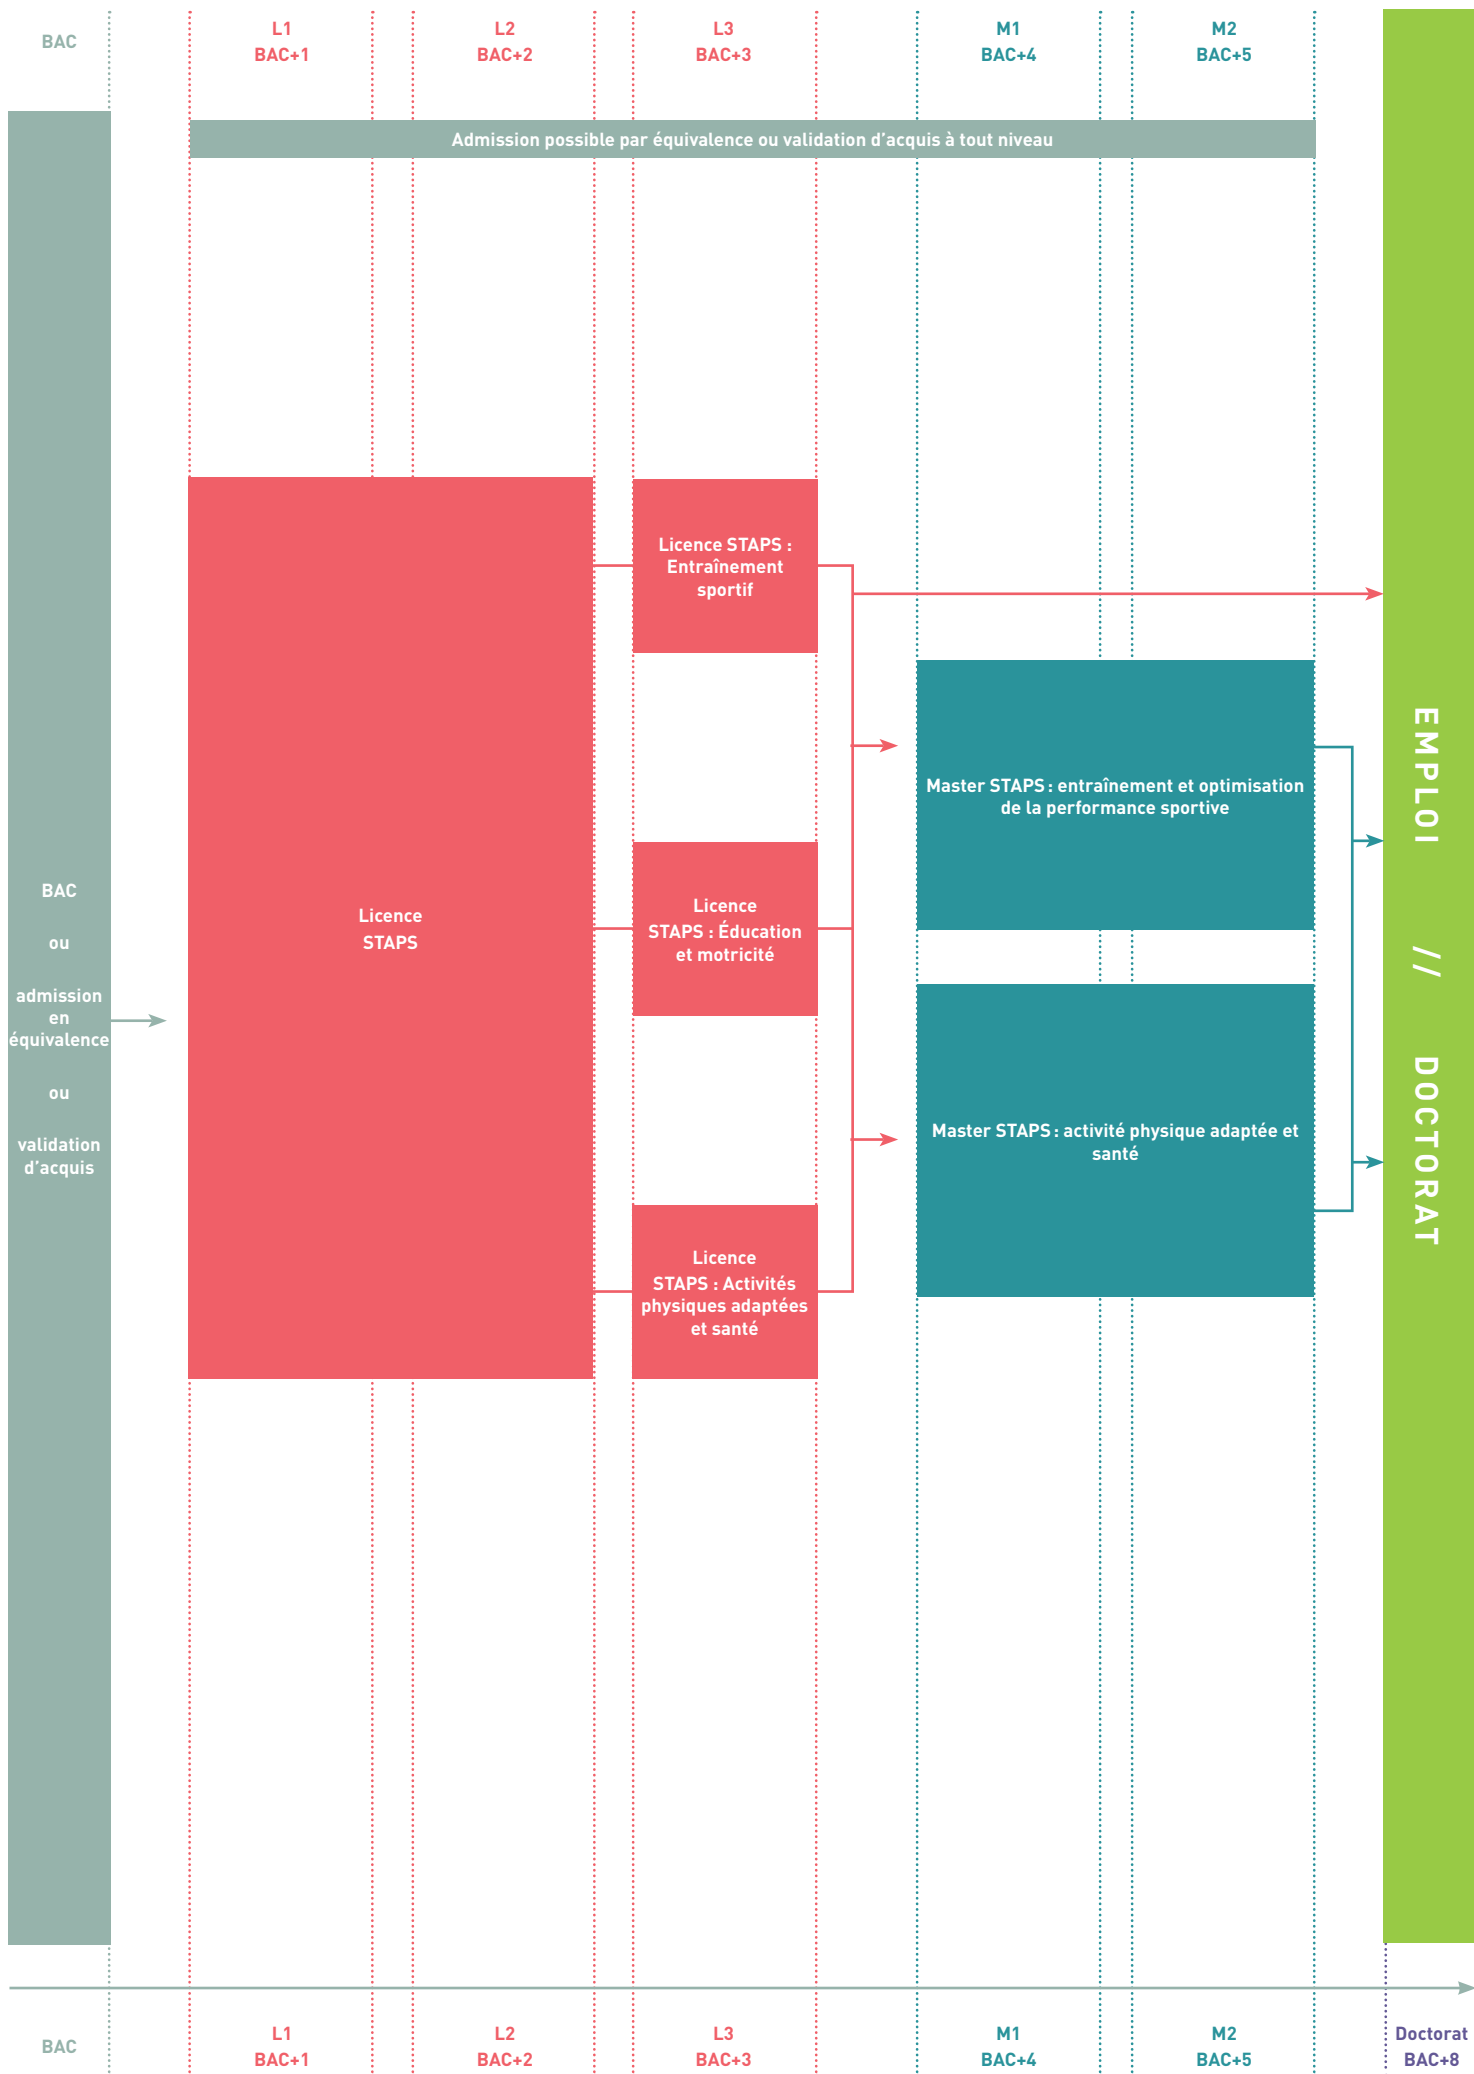 BAC
L1
BAC+1
L2
BAC+2
L3
BAC+3
M1
BAC+4
M2
BAC+5
Admission possible par équivalence ou validation d’acquis à tout niveau
BAC
ou
admission
en
équivalence
ou
validation
d’acquis
Licence
STAPS
Licence STAPS :
Entraînement
sportif
Licence
STAPS : Éducation
et motricité
Licence
STAPS : Activités
physiques adaptées
et santé
Master STAPS : entraînement et optimisation
de la performance sportive
Master STAPS : activité physique adaptée et
santé
EMPLOI // DOCTORAT
BAC
L1
BAC+1
L2
BAC+2
L3
BAC+3
M1
BAC+4
M2
BAC+5
Doctorat
BAC+8